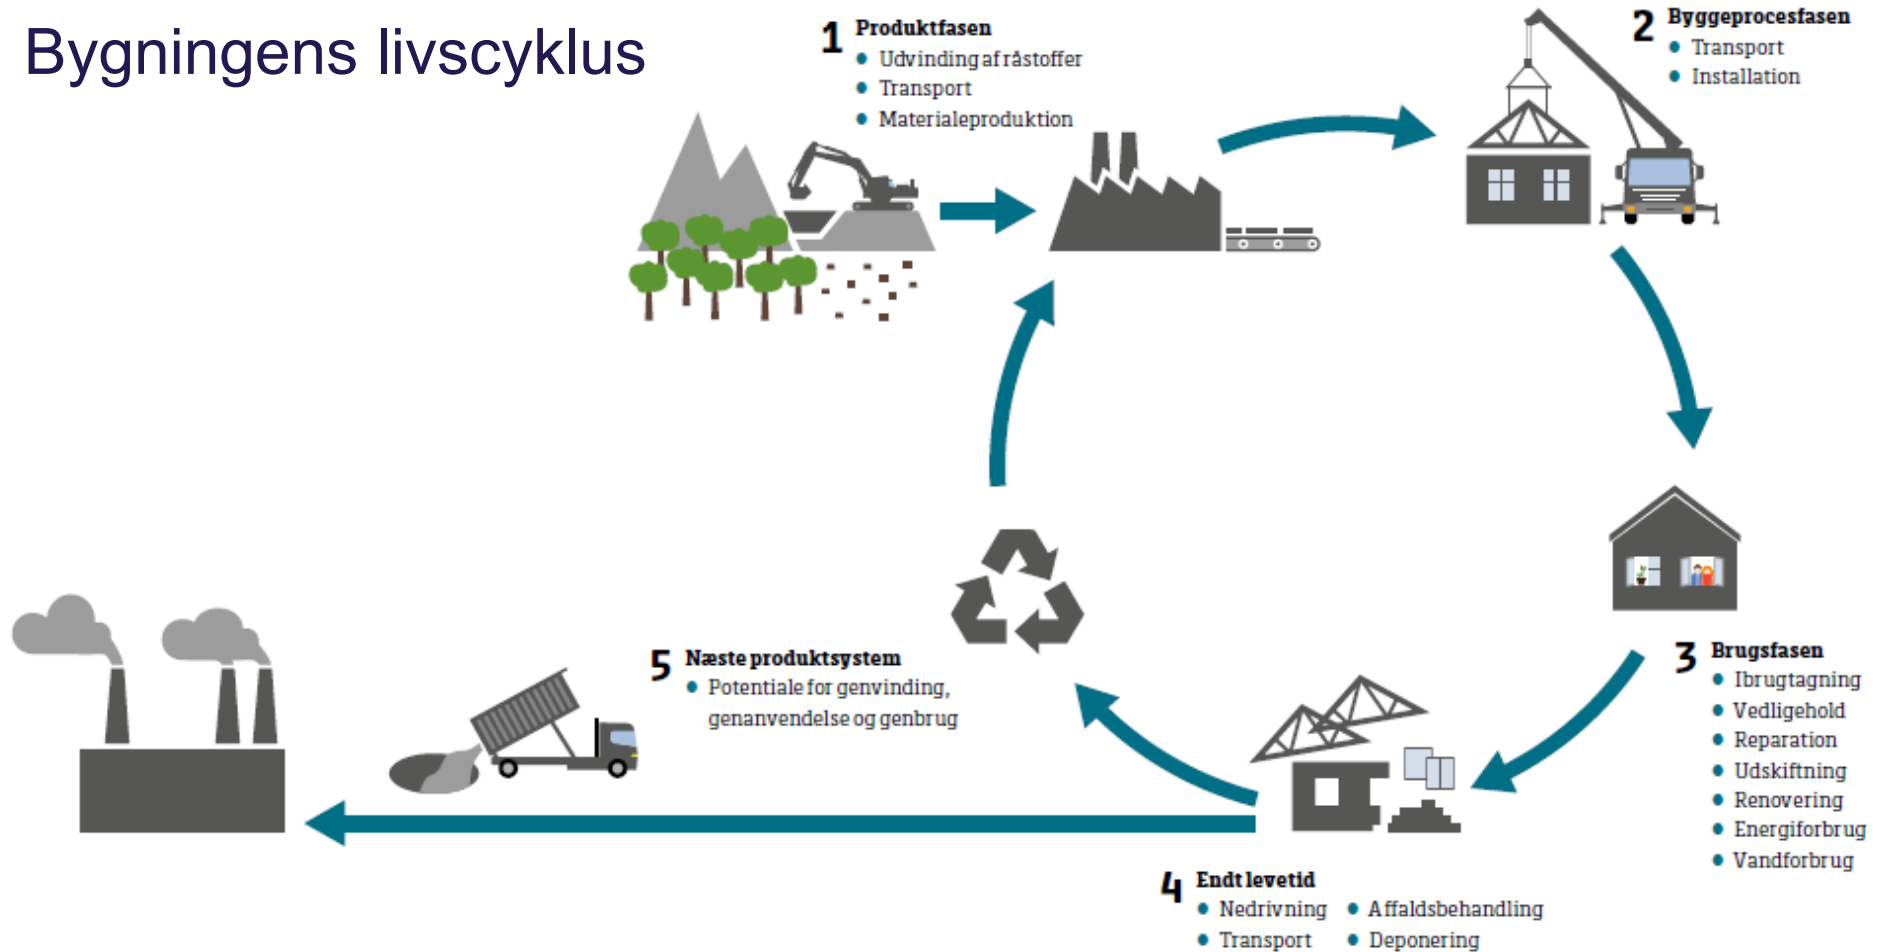 Bygningens livscyklus
1 Produktfasen
• Udvinding af råstoffer
• Transport
• Materialeproduktion
2 Byggeprocesfasen
• Transport
• Installation
3 Brugsfasen
• Ibrugtagning
• Vedligehold
• Reparation
• Udskiftning
• Renovering
• Energiforbrug
• Vandforbrug
4 Endt levetid
• Nedrivning • Affaldsbehandling
• Transport • Deponering
5 Næste produktsystem
• Potentiale for genvinding,
genanvendelse og genbrug